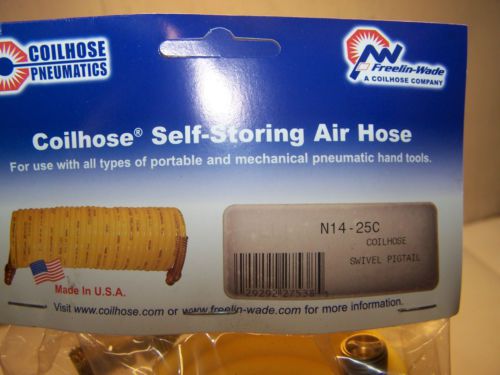 COILHOSE
PNEUMATICS
Freelin-Wade
A COILHOSE COMPANY
Coilhose® Self-Storing Air Hose
For use with all types of portable and mechanical pneumatic hand tools.
N14-25C
COILHOSE
SWIVEL PIGTAIL
29292 27538
Made In U.S.A.
Visit www.coilhose.com or www.freelin-wade.com for more information.